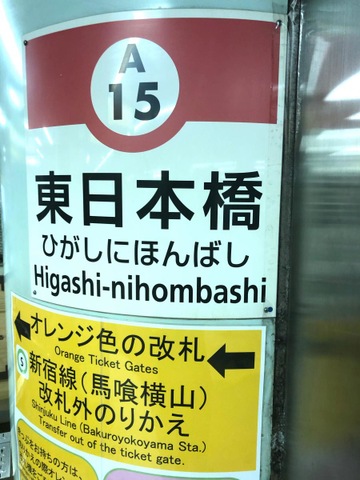 A
15
東日本橋
ひがしにほんばし
Higashi-nihombashi
オレンジ色の改札
Orange Ticket Gates
S 新宿線(馬喰横山)
改札外のりかえ
Shinjuku Line (Bakuroyokoyama Sta.)
Transfer out of the ticket gate.